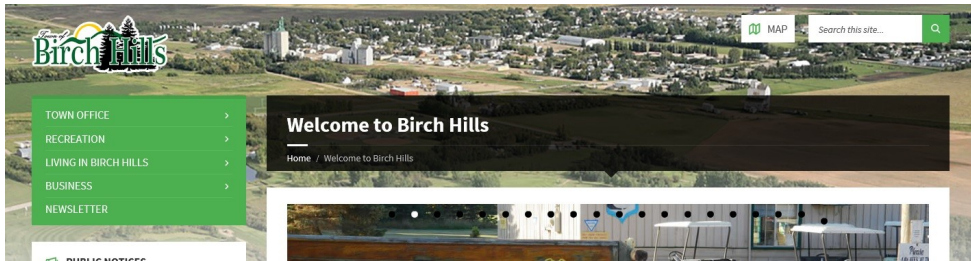 Town of
Birch Hills
MAP
Search this site...
TOWN OFFICE
RECREATION
LIVING IN BIRCH HILLS
BUSINESS
NEWSLETTER
Welcome to Birch Hills
Home / Welcome to Birch Hills
PUBLIC NOTICES
Please